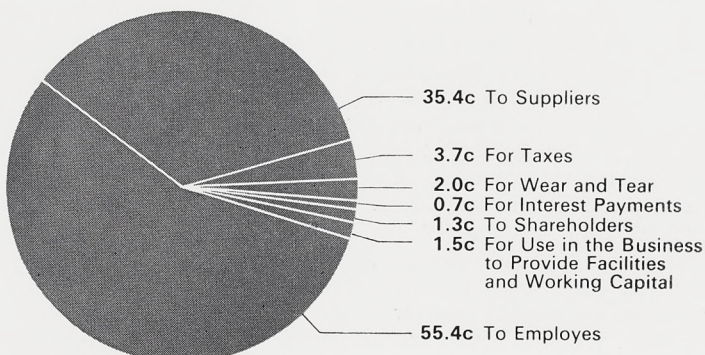 35.4c To Suppliers
3.7c For Taxes
2.0c For Wear and Tear
0.7c For Interest Payments
1.3c To Shareholders
1.5c For Use in the Business
to Provide Facilities
and Working Capital
55.4c To Employes